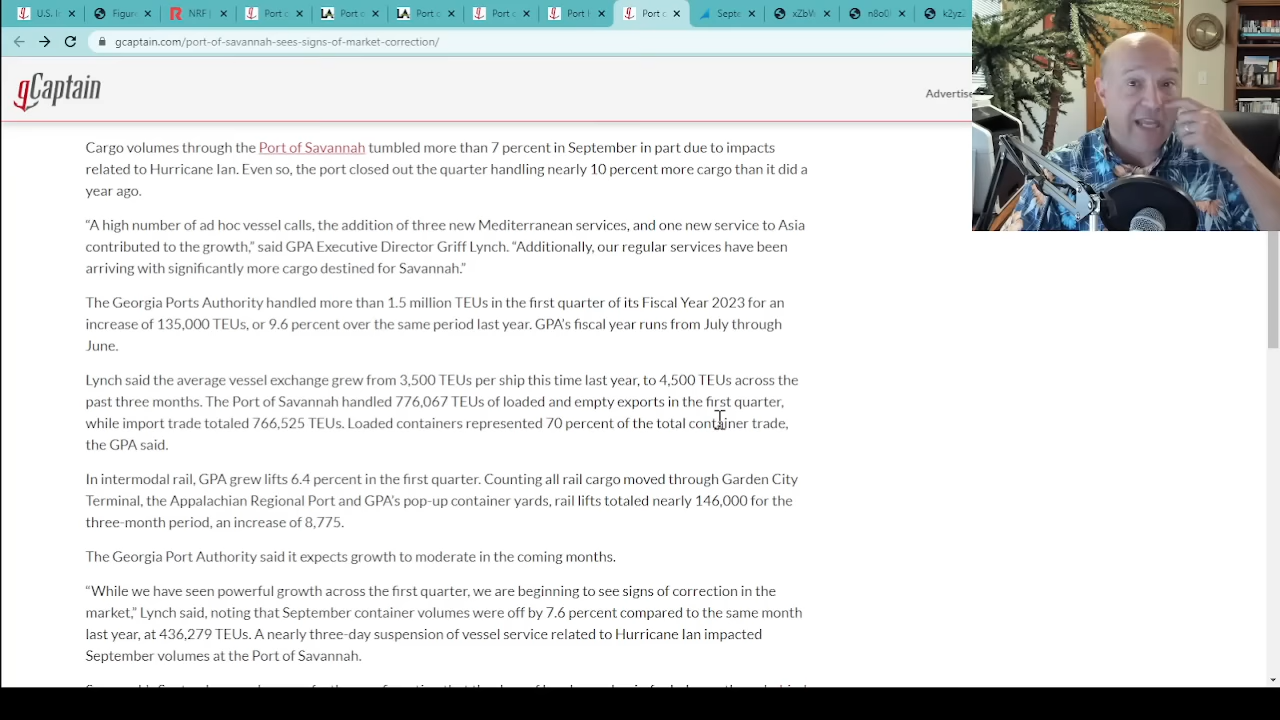 U.S. I
Figure
NRF p
Port o
Port o
Port o
Port o
Port I
Port o
Septe
xZbV
n8o0
k2yz
gcaptain.com/port-of-savannah-sees-signs-of-market-correction/
gCaptain
Advertise
Cargo volumes through the Port of Savannah tumbled more than 7 percent in September in part due to impacts
related to Hurricane Ian. Even so, the port closed out the quarter handling nearly 10 percent more cargo than it did a
year ago.
“A high number of ad hoc vessel calls, the addition of three new Mediterranean services, and one new service to Asia
contributed to the growth,” said GPA Executive Director Griff Lynch. “Additionally, our regular services have been
arriving with significantly more cargo destined for Savannah.”
The Georgia Ports Authority handled more than 1.5 million TEUs in the first quarter of its Fiscal Year 2023 for an
increase of 135,000 TEUs, or 9.6 percent over the same period last year. GPA’s fiscal year runs from July through
June.
Lynch said the average vessel exchange grew from 3,500 TEUs per ship this time last year, to 4,500 TEUs across the
past three months. The Port of Savannah handled 776,067 TEUs of loaded and empty exports in the first quarter,
while import trade totaled 766,525 TEUs. Loaded containers represented 70 percent of the total container trade,
the GPA said.
In intermodal rail, GPA grew lifts 6.4 percent in the first quarter. Counting all rail cargo moved through Garden City
Terminal, the Appalachian Regional Port and GPA’s pop-up container yards, rail lifts totaled nearly 146,000 for the
three-month period, an increase of 8,775.
The Georgia Port Authority said it expects growth to moderate in the coming months.
“While we have seen powerful growth across the first quarter, we are beginning to see signs of correction in the
market,” Lynch said, noting that September container volumes were off by 7.6 percent compared to the same month
last year, at 436,279 TEUs. A nearly three-day suspension of vessel service related to Hurricane Ian impacted
September volumes at the Port of Savannah.